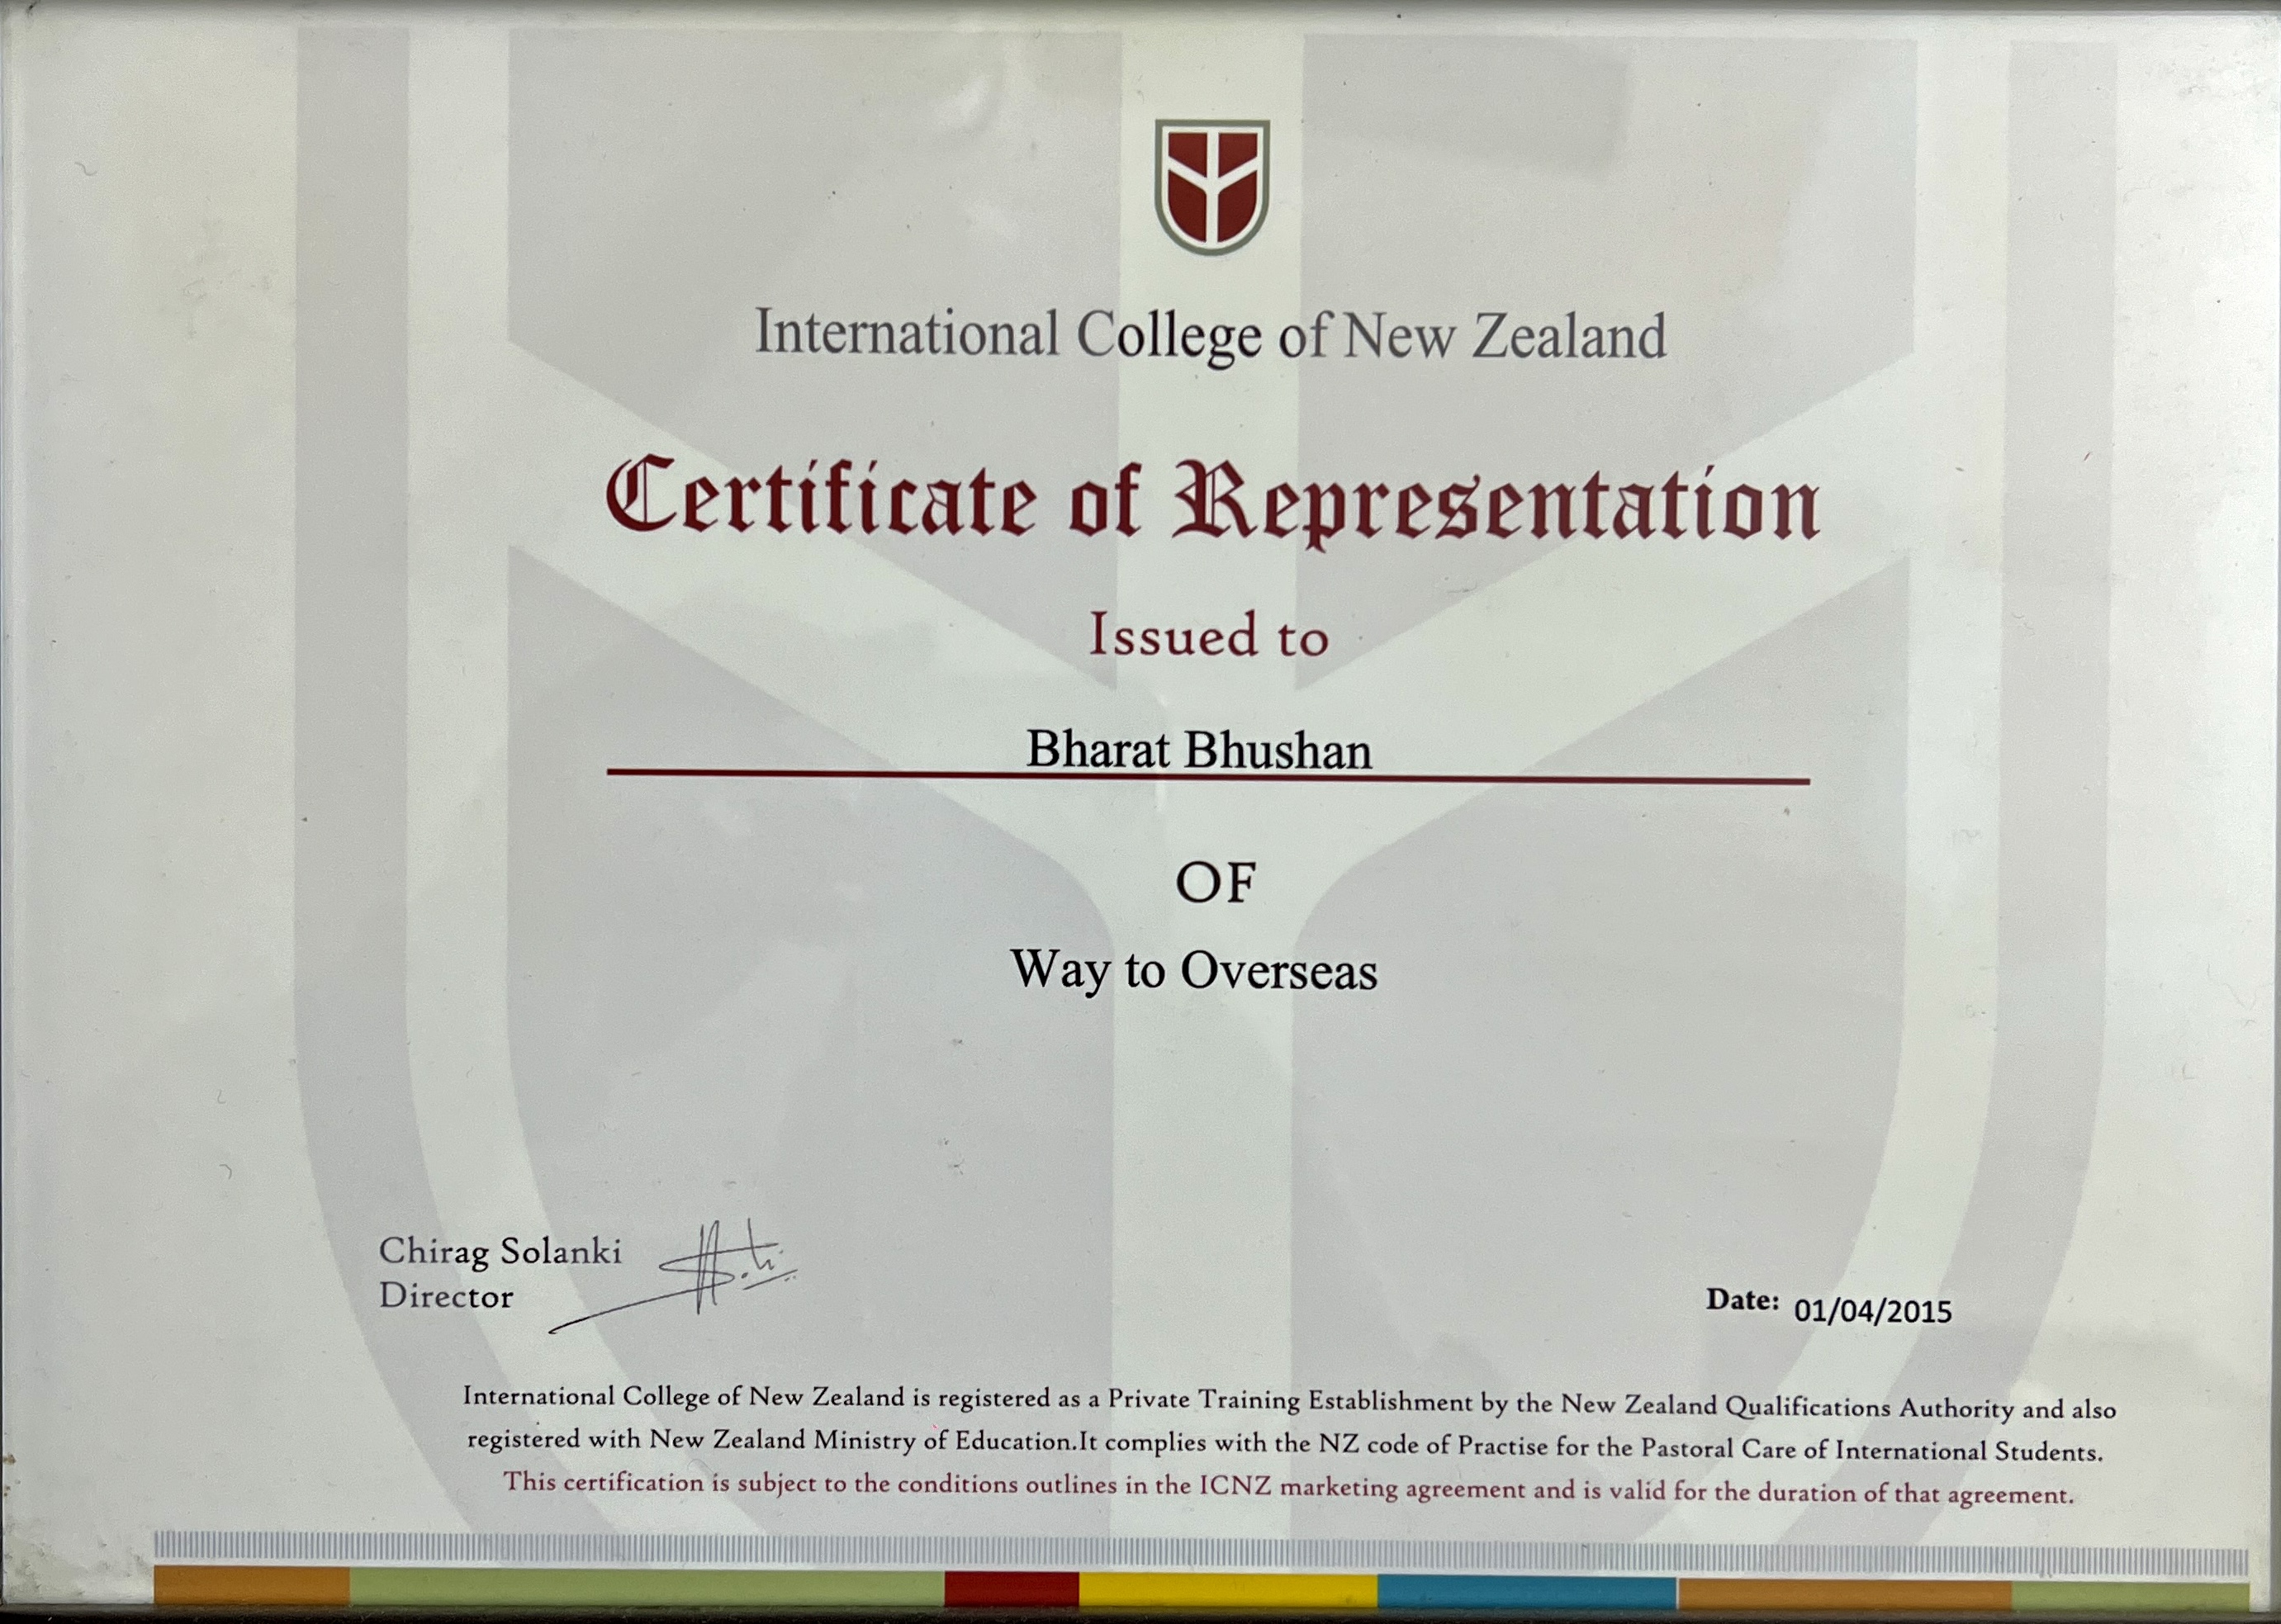 International College of New Zealand
Certificate of Representation
Issued to
Bharat Bhushan
OF
Way to Overseas
Chirag Solanki
Director
Date: 01/04/2015
International College of New Zealand is registered as a Private Training Establishment by the New Zealand Qualifications Authority and also
registered with New Zealand Ministry of Education.It complies with the NZ code of Practise for the Pastoral Care of International Students.
This certification is subject to the conditions outlines in the ICNZ marketing agreement and is valid for the duration of that agreement.